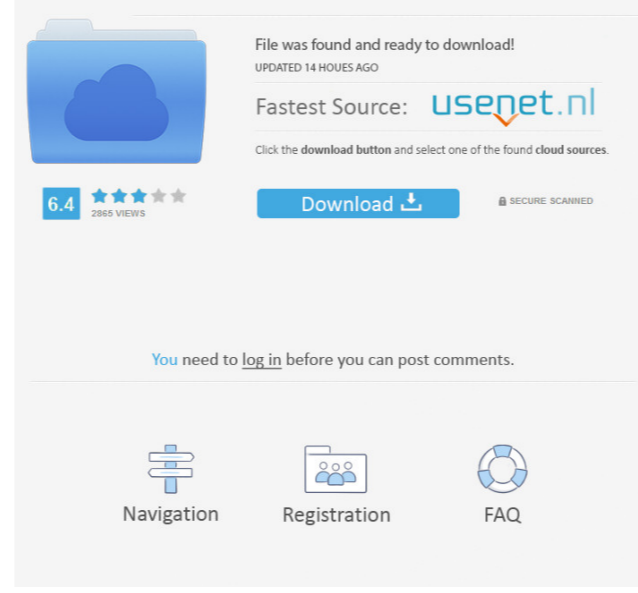 File was found and ready to download!
UPDATED 14 HOUES AGO
Fastest Source: usenet.nl
Click the download button and select one of the found cloud sources.
6.4
2865 VIEWS
Download
SECURE SCANNED
You need to log in before you can post comments.
Navigation
Registration
FAQ